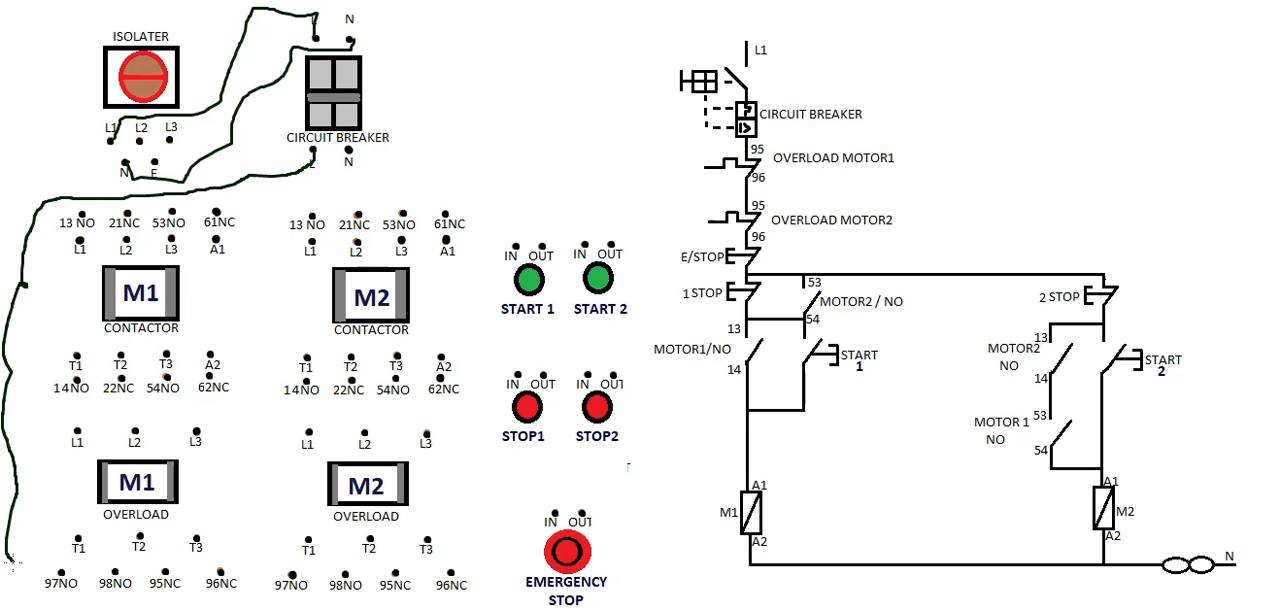 ISOLATER
N
L1 L2 L3
N
CIRCUIT BREAKER
N
13 NO 21NC 53NO 61NC
L1 L2 L3 A1
M1
CONTACTOR
T1 T2 T3 A2
14NO 22NC 54NO 62NC
L1 L2 L3
M1
OVERLOAD
T1 T2 T3
97NO 98NO 95NC 96NC
13 NO 21NC 53NO 61NC
L1 L2 L3 A1
M2
CONTACTOR
T1 T2 T3 A2
14NO 22NC 54NO 62NC
L1 L2 L3
M2
OVERLOAD
T1 T2 T3
97NO 98NO 95NC 96NC
IN OUT
START 1
IN OUT
START 2
IN OUT
STOP1
IN OUT
STOP2
IN OUT
EMERGENCY
STOP
L1
CIRCUIT BREAKER
95
OVERLOAD MOTOR1
96
95
OVERLOAD MOTOR2
96
E/STOP
1 STOP
53
MOTOR2 / NO
54
13
MOTOR1/NO
14
START
1
A1
M1
A2
2 STOP
13
MOTOR2
NO
14
START
2
53
MOTOR 1
NO
54
A1
M2
A2
N